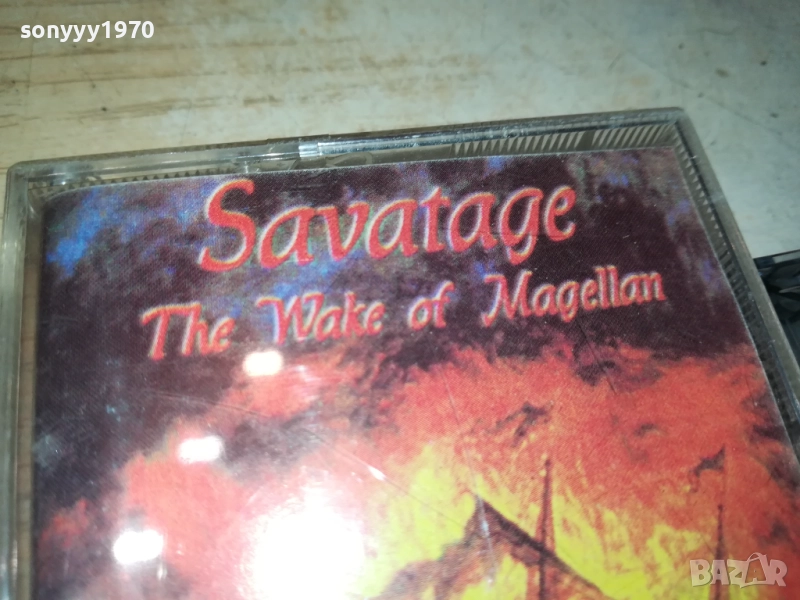 sonyyy1970
Savatage
The Wake of Magellan
BAZAR